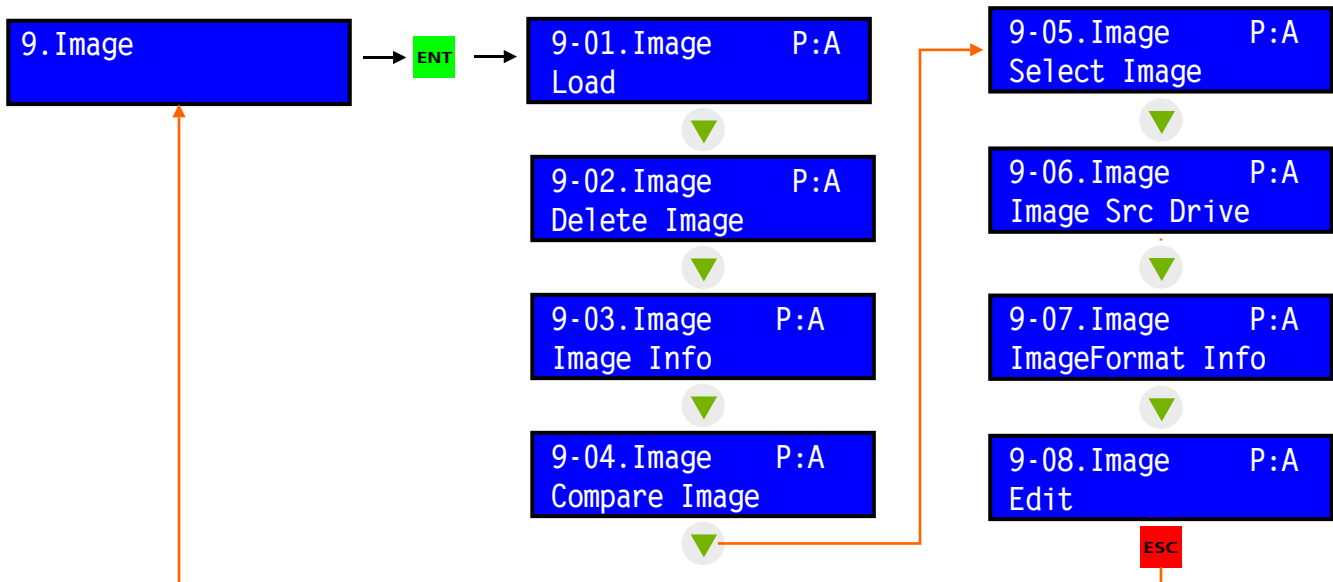 9.Image
ENT
9-01.Image P:A
Load
9-02.Image P:A
Delete Image
9-03.Image P:A
Image Info
9-04.Image P:A
Compare Image
9-05.Image P:A
Select Image
9-06.Image P:A
Image Src Drive
9-07.Image P:A
ImageFormat Info
9-08.Image P:A
Edit
ESC